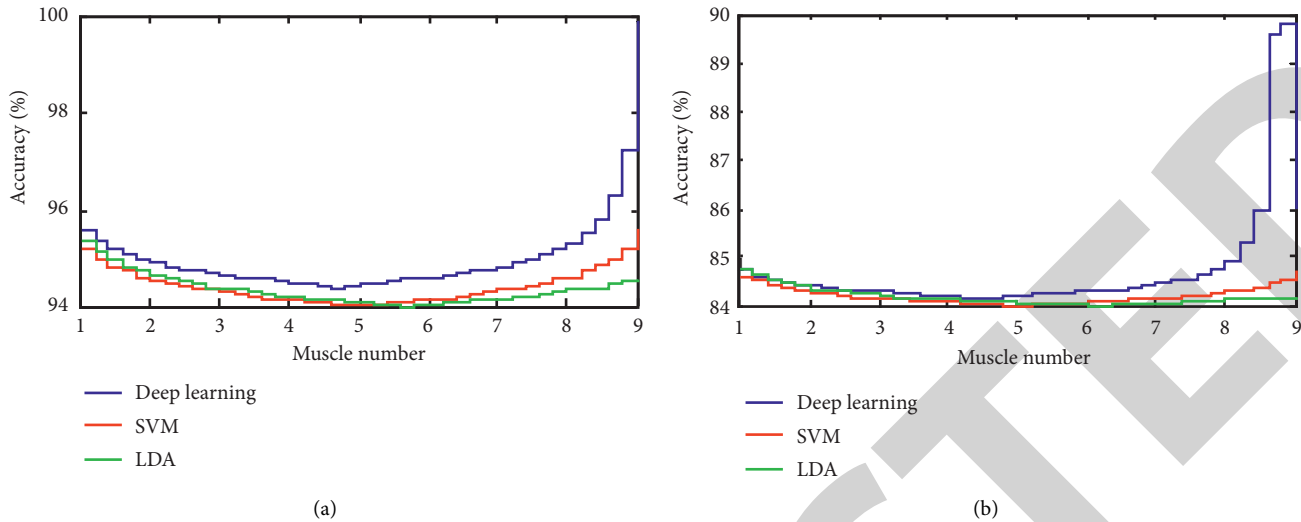 100
98
96
94
Accuracy (%)
1 2 3 4 5 6 7 8 9
Muscle number
Deep learning
SVM
LDA
(a)
90
89
88
87
86
85
84
Accuracy (%)
1 2 3 4 5 6 7 8 9
Muscle number
Deep learning
SVM
LDA
(b)